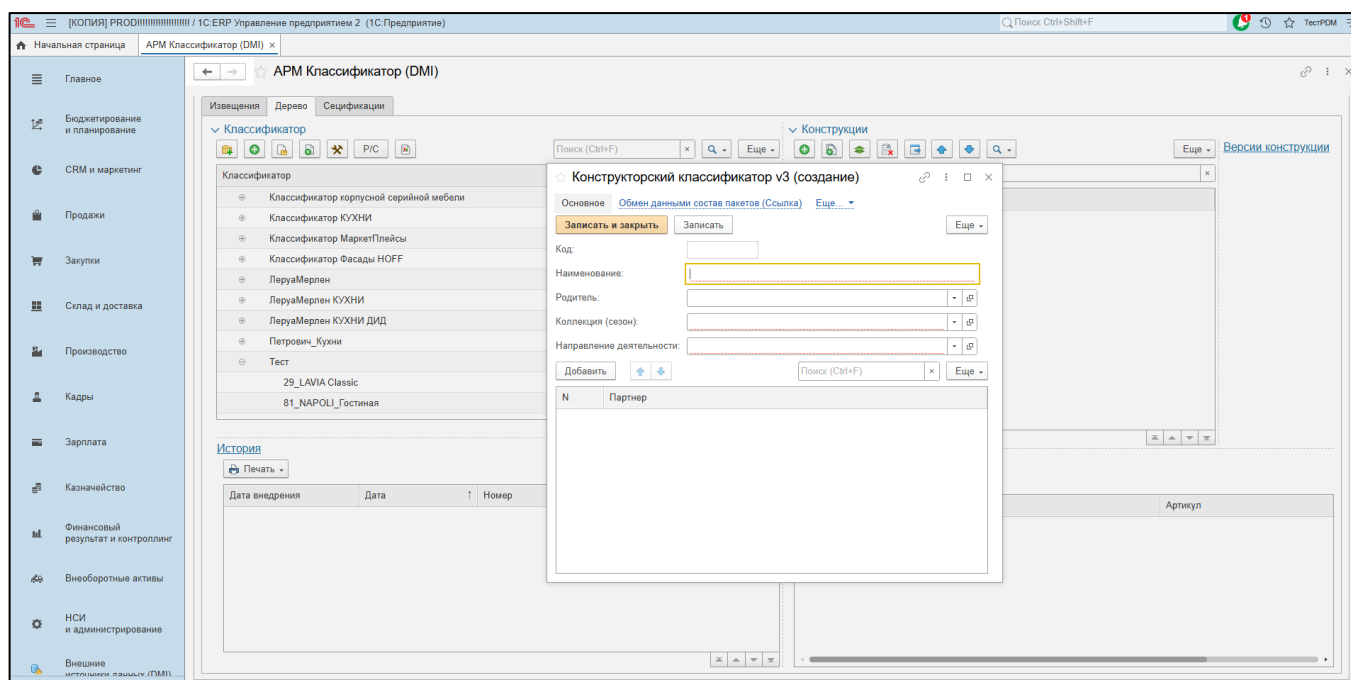 1С [КОПИЯ] PROD!!!!!!!!!!!!!!!!!!!! / 1С:ERP Управление предприятием 2 (1С:Предприятие) Поиск Ctrl+Shift+F ТестPDM
Начальная страница АРМ Классификатор (DMI) ×
Главное
Бюджетирование
и планирование
CRM и маркетинг
Продажи
Закупки
Склад и доставка
Производство
Кадры
Зарплата
Казначейство
Финансовый
результат и контроллинг
Внеоборотные активы
НСИ
и администрирование
Внешние
источники данных (DMI)
АРМ Классификатор (DMI)
Извещения Дерево Сецификации
Классификатор
Р/С Поиск (Ctrl+F) × Еще
Классификатор
Классификатор корпусной серийной мебели
Классификатор КУХНИ
Классификатор МаркетПлейсы
Классификатор Фасады HOFF
ЛеруаМерлен
ЛеруаМерлен КУХНИ
ЛеруаМерлен КУХНИ ДИД
Петрович_Кухни
Тест
29_LAVIA Classic
81_NAPOLI_Гостиная
История
Печать
Дата внедрения Дата ↑ Номер
Конструкции
Еще Версии конструкции
Артикул
Конструкторский классификатор v3 (создание)
Основное Обмен данными состав пакетов (Ссылка) Еще...
Записать и закрыть Записать Еще
Код:
Наименование:
Родитель:
Коллекция (сезон):
Направление деятельности:
Добавить Поиск (Ctrl+F) × Еще
N Партнер